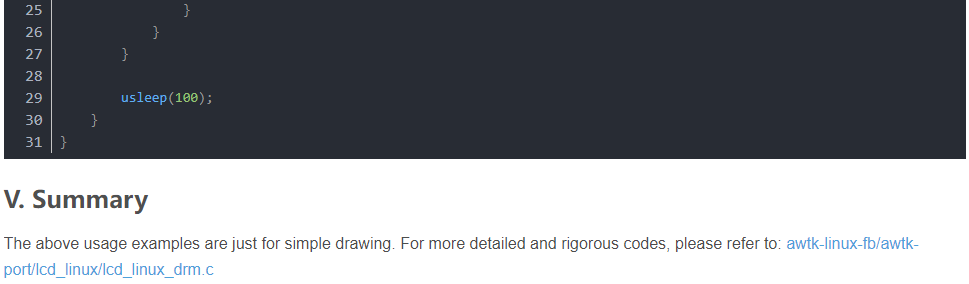 25                }
26            }
27        }
28
29        usleep(100);
30    }
31 }
V. Summary
The above usage examples are just for simple drawing. For more detailed and rigorous codes, please refer to: awtk-linux-fb/awtk-
port/lcd_linux/lcd_linux_drm.c